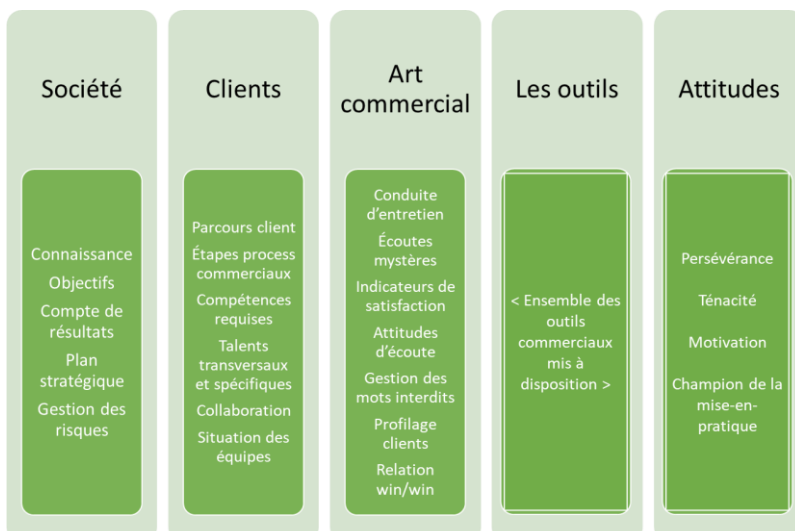 Société
Connaissance
Objectifs
Compte de
résultats
Plan
stratégique
Gestion des
risques
Clients
Parcours client
Étapes process
commerciaux
Compétences
requises
Talents
transversaux
et spécifiques
Collaboration
Situation des
équipes
Art
commercial
Conduite
d'entretien
Écoutes
mystères
Indicateurs de
satisfaction
Attitudes
d'écoute
Gestion des
mots interdits
Profilage
clients
Relation
win/win
Les outils
< Ensemble des
outils
commerciaux
mis à
disposition >
Attitudes
Persévérance
Ténacité
Motivation
Champion de la
mise-en-
pratique